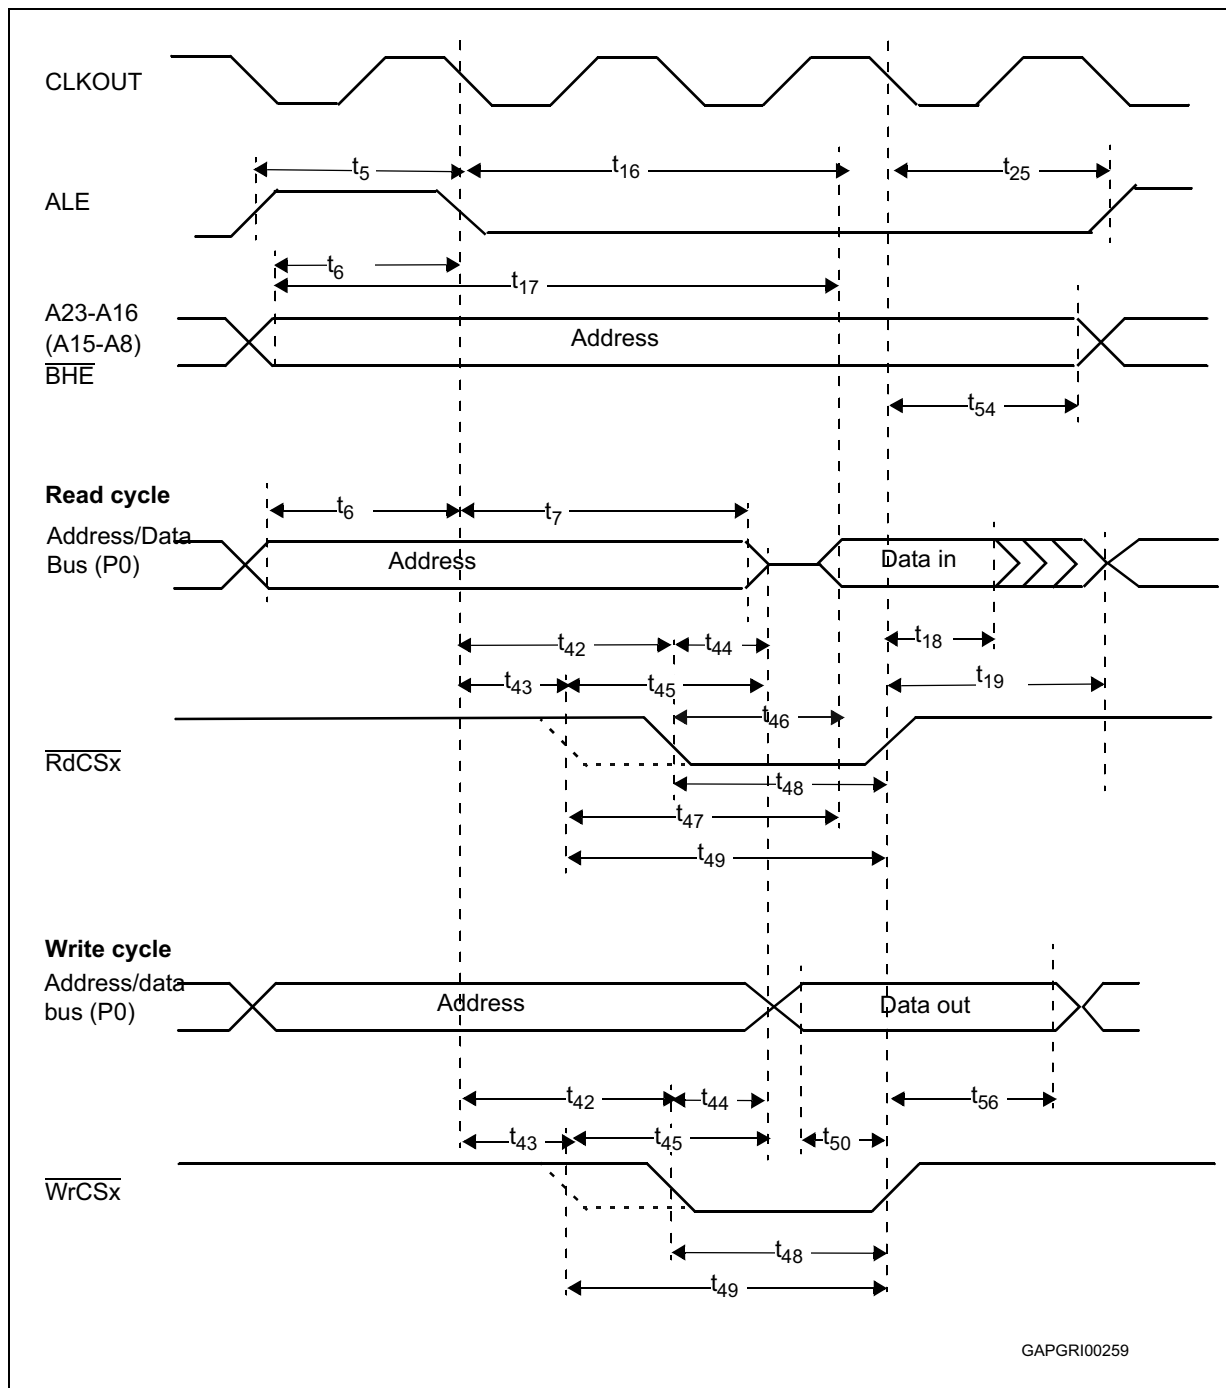 CLKOUT
t5 t16 t25
ALE
t6
t17
A23-A16
(A15-A8)
BHE
Address
t54
Read cycle
t6 t7
Address/Data
Bus (P0)
Address
Data in
t42 t44 t18
t43 t45 t19
t46
RdCSx
t48
t47
t49
Write cycle
Address/data
bus (P0)
Address
Data out
t42 t44 t56
t43 t45 t50
WrCSx
t48
t49
GAPGRI00259